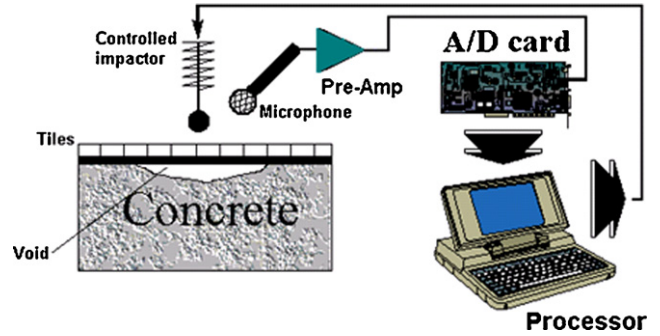 Controlled
impactor
A/D card
Pre-Amp
Microphone
Tiles
Concrete
Void
Processor